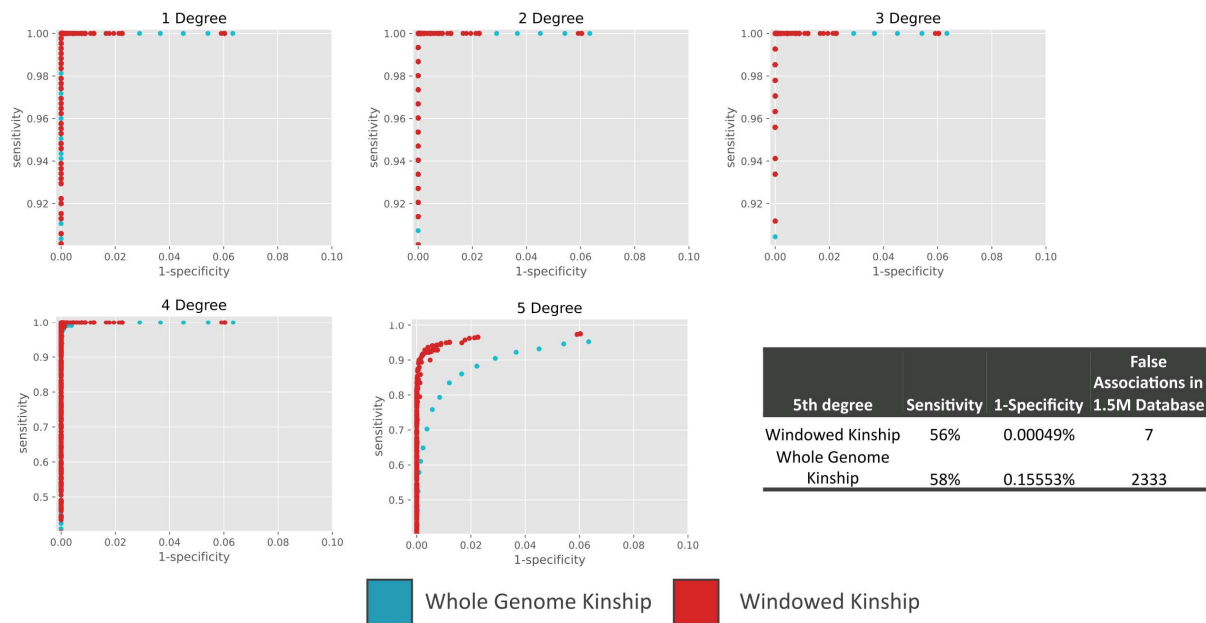 1 Degree
1.00
0.98
0.96
0.94
0.92
sensitivity
0.00 0.02 0.04 0.06 0.08 0.10
1-specificity
2 Degree
1.00
0.98
0.96
0.94
0.92
sensitivity
0.00 0.02 0.04 0.06 0.08 0.10
1-specificity
3 Degree
1.00
0.98
0.96
0.94
0.92
sensitivity
0.00 0.02 0.04 0.06 0.08 0.10
1-specificity
4 Degree
1.0
0.9
0.8
0.7
0.6
0.5
sensitivity
0.00 0.02 0.04 0.06 0.08 0.10
1-specificity
5 Degree
1.0
0.9
0.8
0.7
0.6
0.5
sensitivity
0.00 0.02 0.04 0.06 0.08 0.10
1-specificity
False
Associations in
5th degree Sensitivity 1-Specificity 1.5M Database
Windowed Kinship 56% 0.00049% 7
Whole Genome
Kinship 58% 0.15553% 2333
Whole Genome Kinship Windowed Kinship